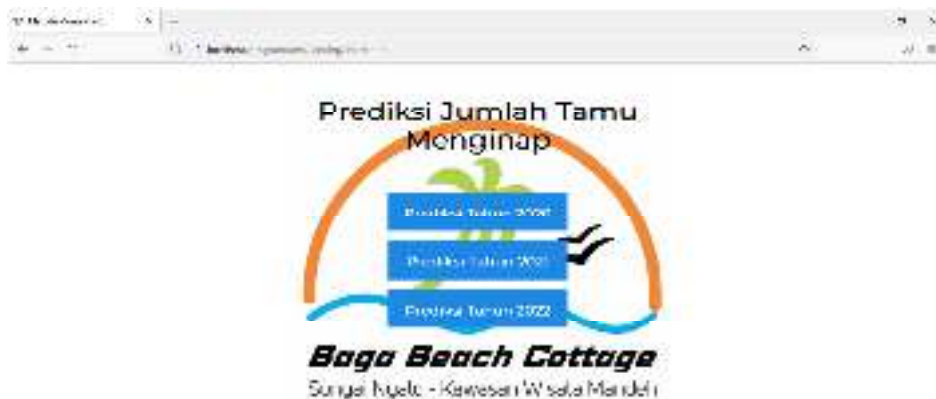 Prediksi Jumlah Tamu
Menginap
Prediksi Tahun 2020
Prediksi Tahun 2021
Prediksi Tahun 2022
Baga Beach Cottage
Sungai Nyalo - Kawasan Wisata Mandeh